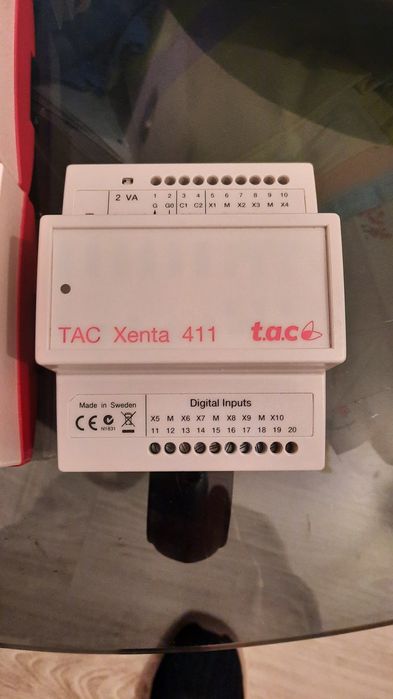 2 VA
1 2 3 4 5 6 7 8 9 10
G G0 C1 C2 X1 M X2 X3 M X4
TAC Xenta 411
t.a.c
Made in Sweden
CE
N1831
Digital Inputs
X5 M X6 X7 M X8 X9 M X10
11 12 13 14 15 16 17 18 19 20